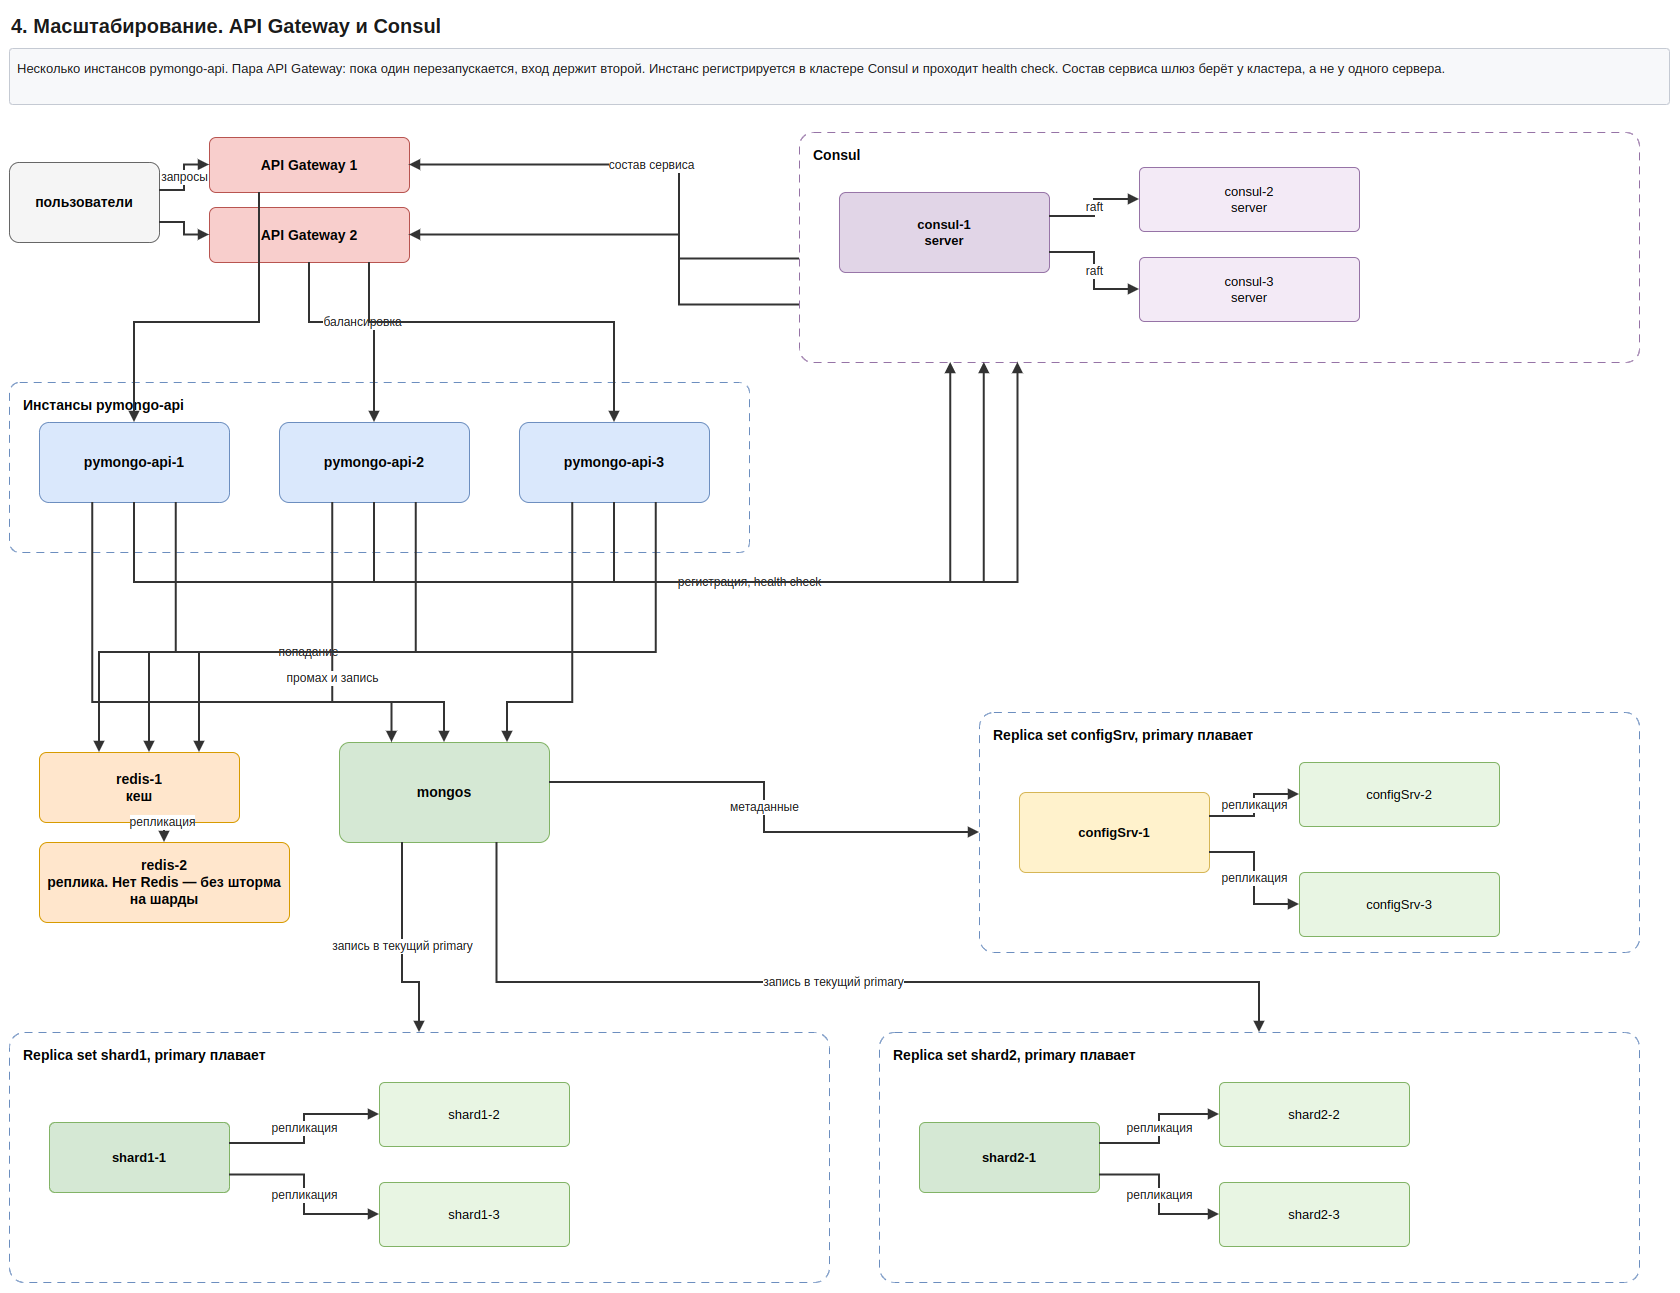 4. Масштабирование. API Gateway и Consul
Несколько инстансов pymongo-api. Пара API Gateway: пока один перезапускается, вход держит второй. Инстанс регистрируется в кластере Consul и проходит health check. Состав сервиса шлюз берёт у кластера, а не у одного сервера.
пользователи
запросы
API Gateway 1
API Gateway 2
состав сервиса
Consul
consul-1
server
raft
raft
consul-2
server
consul-3
server
балансировка
Инстансы pymongo-api
pymongo-api-1
pymongo-api-2
pymongo-api-3
регистрация, health check
попадание
промах и запись
redis-1
кеш
репликация
redis-2
реплика. Нет Redis — без шторма
на шарды
mongos
метаданные
Replica set configSrv, primary плавает
configSrv-1
репликация
репликация
configSrv-2
configSrv-3
запись в текущий primary
запись в текущий primary
Replica set shard1, primary плавает
shard1-1
репликация
репликация
shard1-2
shard1-3
Replica set shard2, primary плавает
shard2-1
репликация
репликация
shard2-2
shard2-3